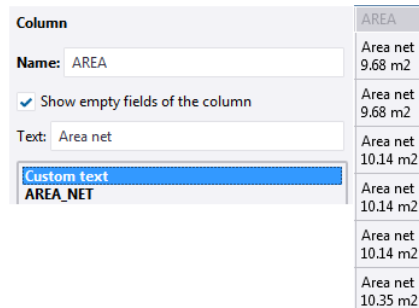 Column
Name: AREA
Show empty fields of the column
Text: Area net
Custom text
AREA_NET
AREA
Area net
9.68 m2
Area net
9.68 m2
Area net
10.14 m2
Area net
10.14 m2
Area net
10.14 m2
Area net
10.35 m2